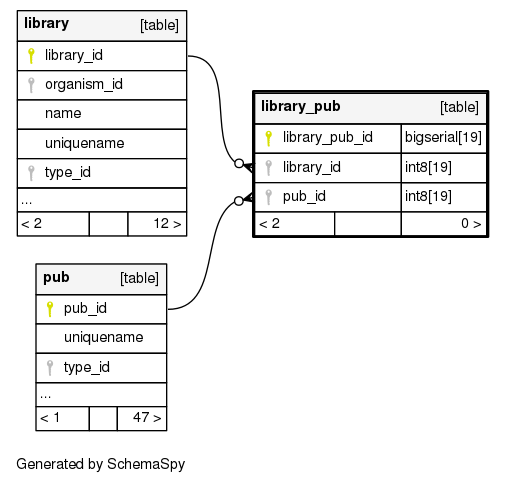 library [table]
library_id
organism_id
name
uniquename
type_id
...
< 2 12 >
library_pub [table]
library_pub_id bigserial[19]
library_id int8[19]
pub_id int8[19]
< 2 0 >
pub [table]
pub_id
uniquename
type_id
...
< 1 47 >
Generated by SchemaSpy